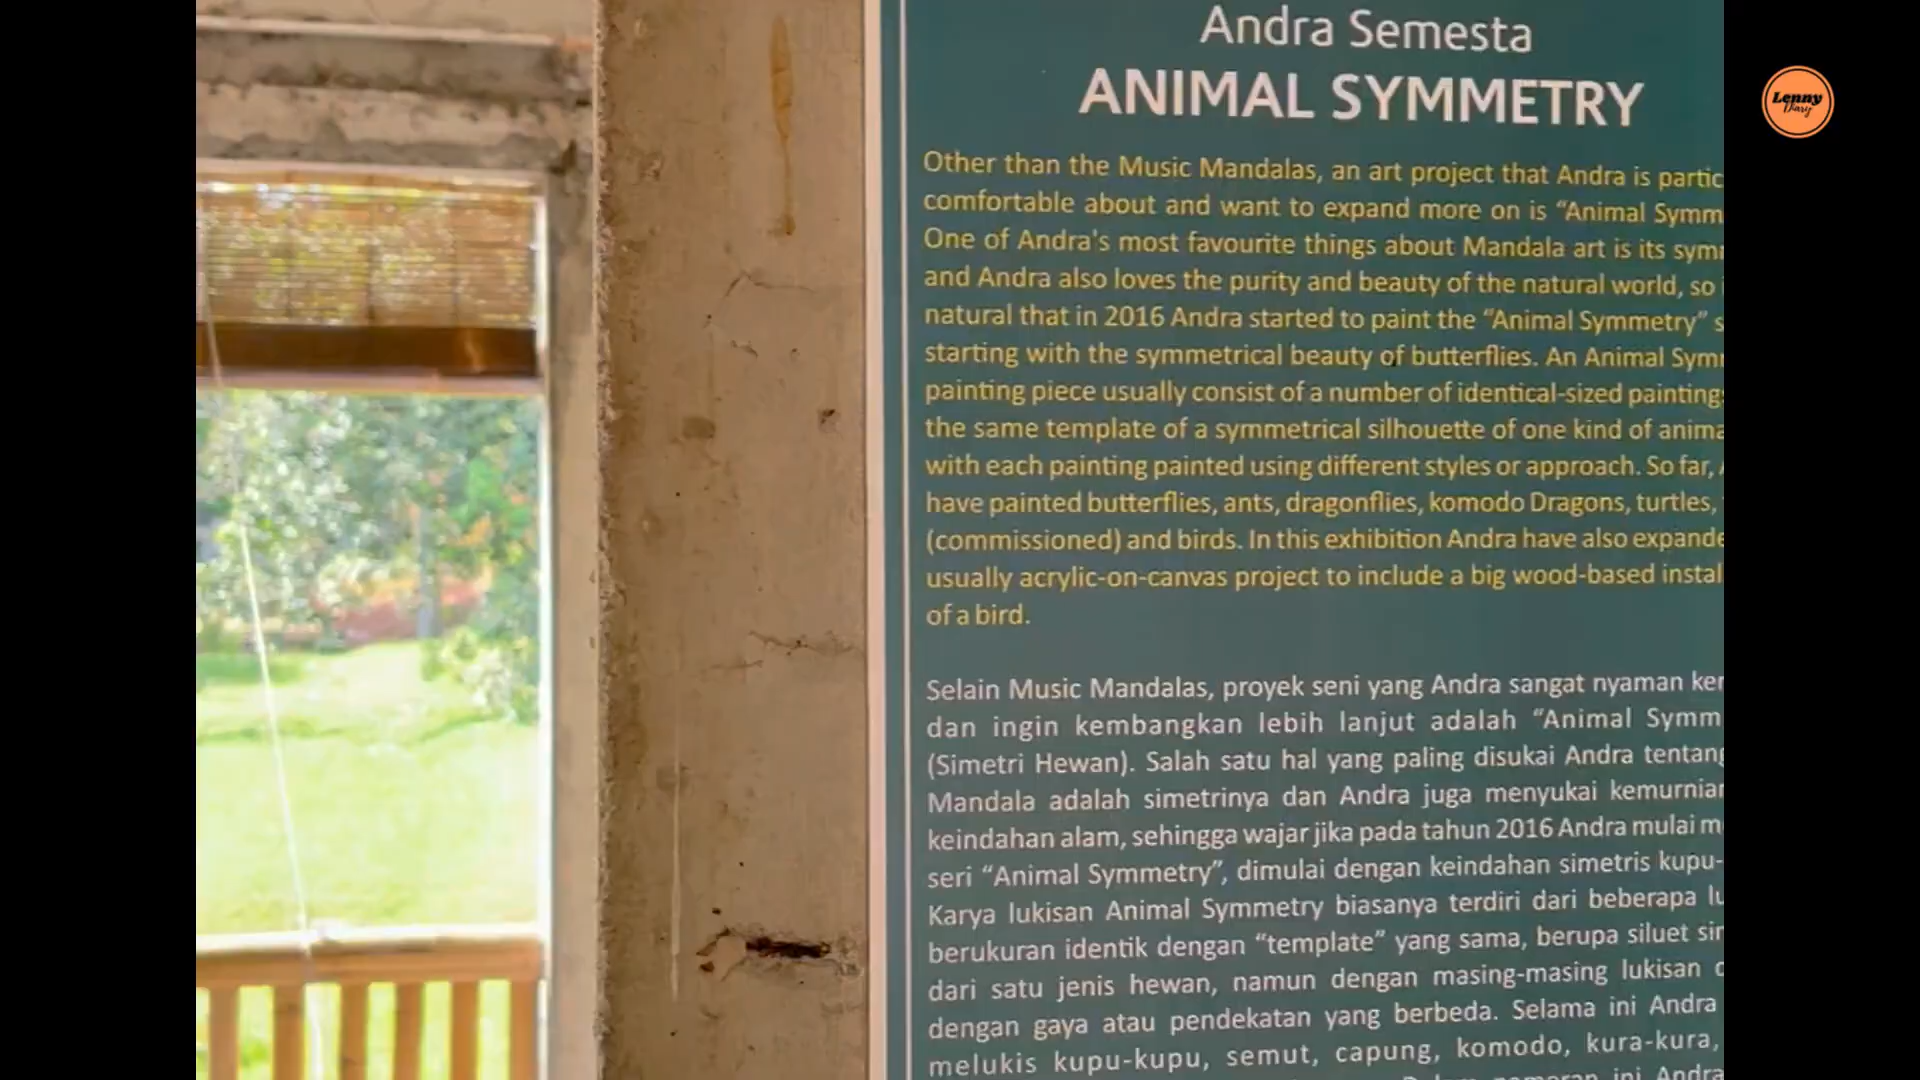 Andra Semesta
ANIMAL SYMMETRY
Other than the Music Mandalas, an art project that Andra is partic
comfortable about and want to expand more on is “Animal Symm
One of Andra's most favourite things about Mandala art is its sym
and Andra also loves the purity and beauty of the natural world, so
natural that in 2016 Andra started to paint the “Animal Symmetry” s
starting with the symmetrical beauty of butterflies. An Animal Sym
painting piece usually consist of a number of identical-sized painting
the same template of a symmetrical silhouette of one kind of anima
with each painting painted using different styles or approach. So far,
have painted butterflies, ants, dragonflies, komodo Dragons, turtles,
(commissioned) and birds. In this exhibition Andra have also expande
usually acrylic-on-canvas project to include a big wood-based instal
of a bird.
Selain Music Mandalas, proyek seni yang Andra sangat nyaman ker
dan ingin kembangkan lebih lanjut adalah “Animal Symm
(Simetri Hewan). Salah satu hal yang paling disukai Andra tentang
Mandala adalah simetrinya dan Andra juga menyukai kemurnian
keindahan alam, sehingga wajar jika pada tahun 2016 Andra mulai m
seri “Animal Symmetry”, dimulai dengan keindahan simetris kupu-
Karya lukisan Animal Symmetry biasanya terdiri dari beberapa lu
berukuran identik dengan “template” yang sama, berupa siluet sim
dari satu jenis hewan, namun dengan masing-masing lukisan d
dengan gaya atau pendekatan yang berbeda. Selama ini Andra
melukis kupu-kupu, semut, capung, komodo, kura-kura,
ini Andra
Lenny
Diary